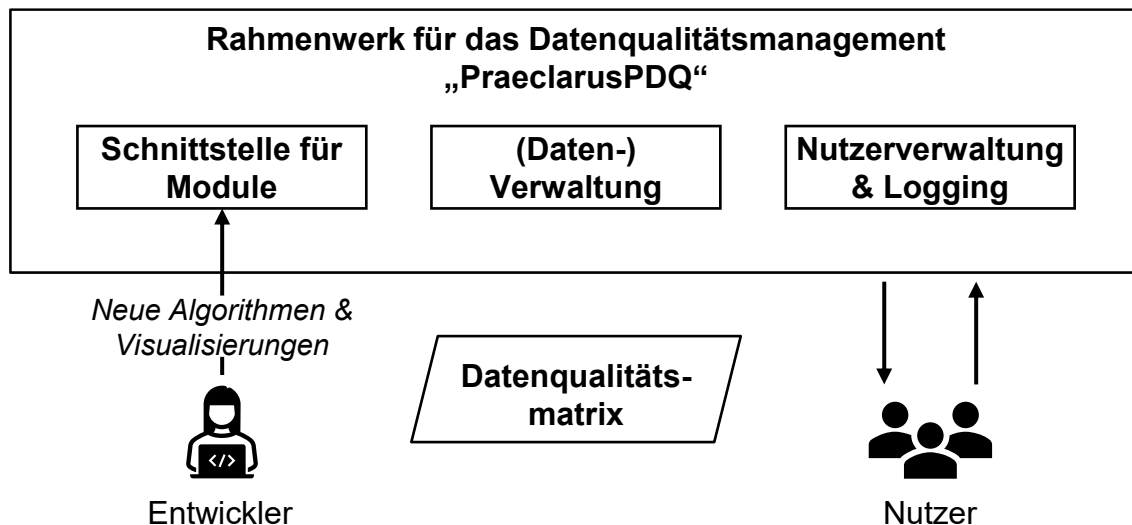 Rahmenwerk für das Datenqualitätsmanagement
„PraeclarusPDQ“
Schnittstelle für
Module
(Daten-)
Verwaltung
Nutzerverwaltung
& Logging
Neue Algorithmen &
Visualisierungen
Datenqualitäts-
matrix
</>
Entwickler
Nutzer